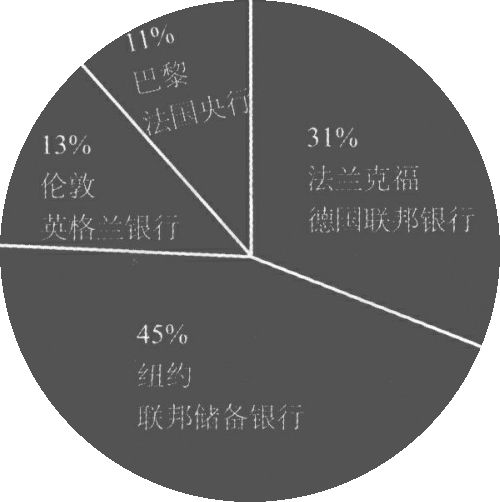 11%
巴黎
法国央行
13%
伦敦
英格兰银行
31%
法兰克福
德国联邦银行
45%
纽约
联邦储备银行